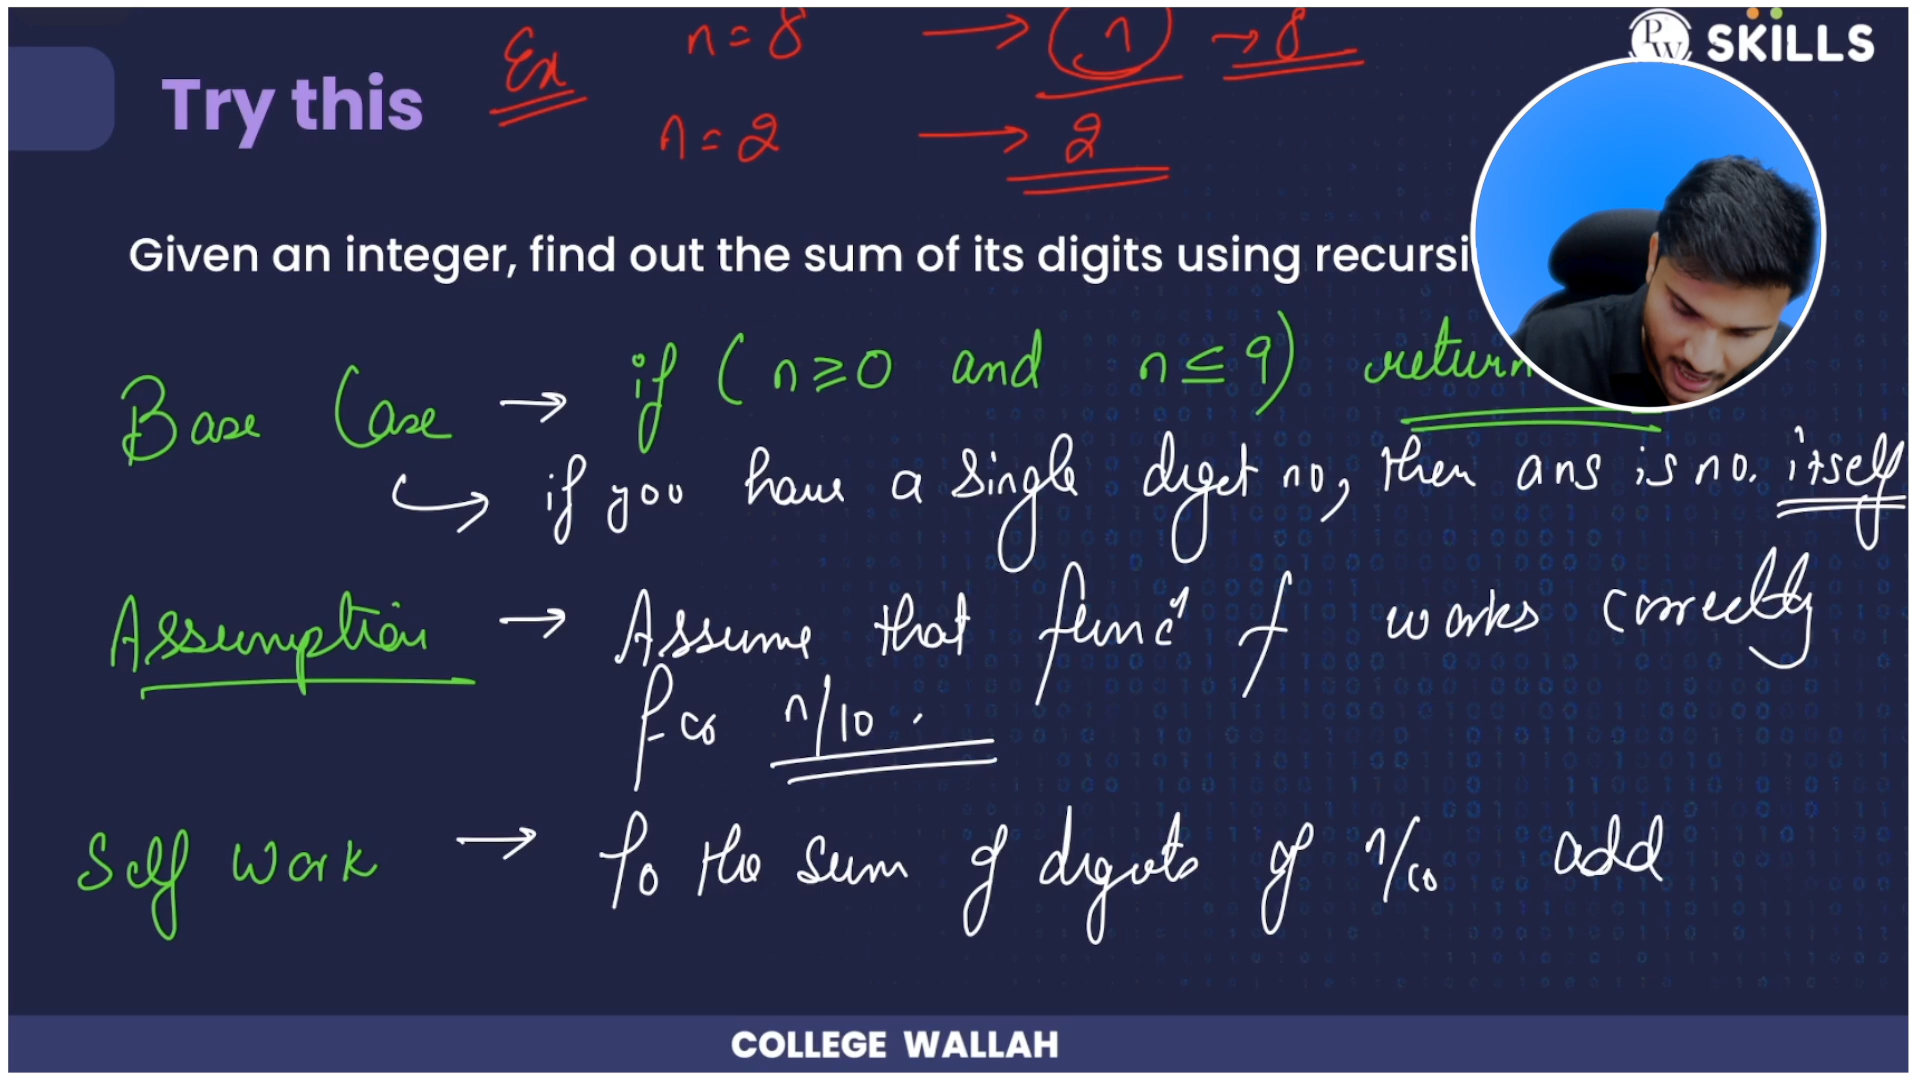 Ex n = 8 → n → 8
PW SKILLS
Try this
n = 2 → 2
Given an integer, find out the sum of its digits using recursi
Base Case → if (n ≥ 0 and n ≤ 9) return
↪ if you have a single digit no, then ans is no. itself
Assumption → Assume that funcⁿ f works correctly
for n/10.
Self Work → To the sum of digits of n/10 add
COLLEGE WALLAH